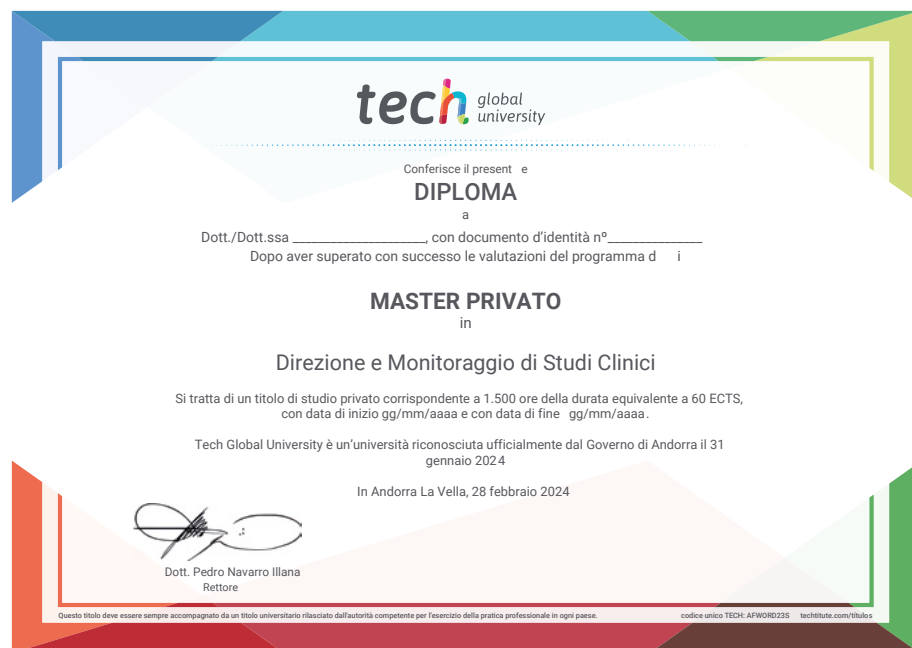 tech global university
Conferisce il present e
DIPLOMA
a
Dott./Dott.ssa ____________________, con documento d'identità nº______________
Dopo aver superato con successo le valutazioni del programma d i
MASTER PRIVATO
in
Direzione e Monitoraggio di Studi Clinici
Si tratta di un titolo di studio privato corrispondente a 1.500 ore della durata equivalente a 60 ECTS,
con data di inizio gg/mm/aaaa e con data di fine gg/mm/aaaa.
Tech Global University è un'università riconosciuta ufficialmente dal Governo di Andorra il 31
gennaio 2024
In Andorra La Vella, 28 febbraio 2024
Dott. Pedro Navarro Illana
Rettore
Questo titolo deve essere sempre accompagnato da un titolo universitario rilasciato dall'autorità competente per l'esercizio della pratica professionale in ogni paese. codice unico TECH: AFWORD23S techtitute.com/titulos